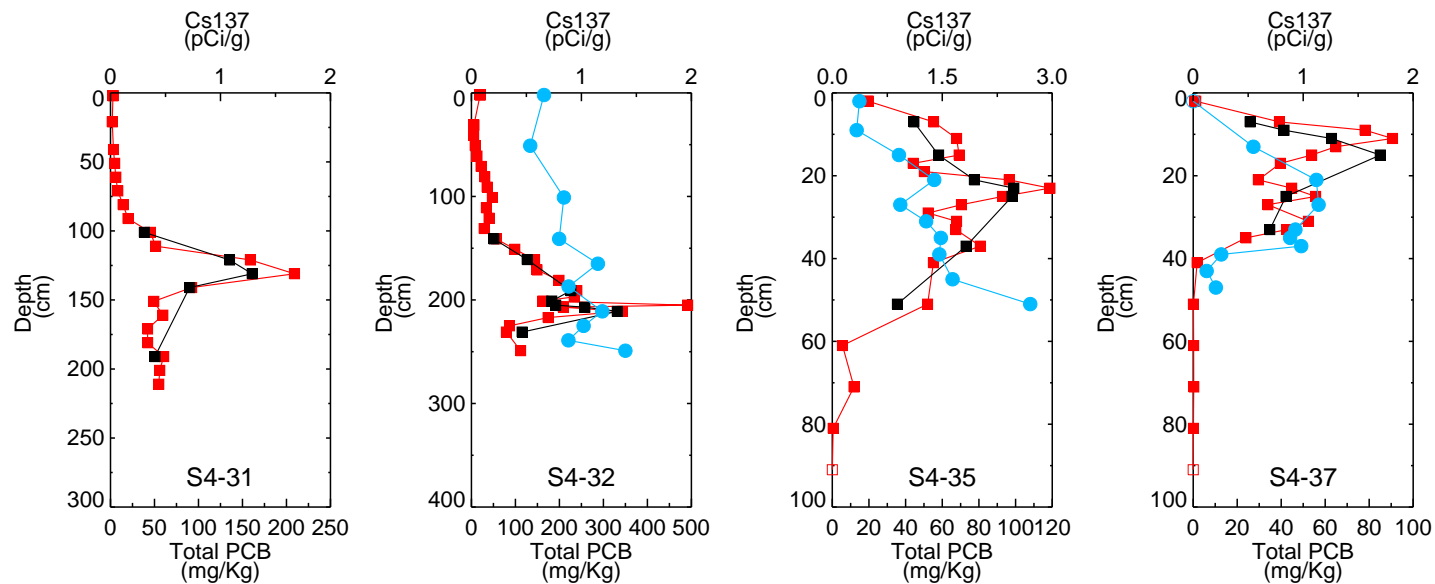 Cs137
(pCi/g)
0 1 2
0
50
100
150
200
250
300
Depth
(cm)
S4-31
0 50 100 150 200 250
Total PCB
(mg/Kg)
Cs137
(pCi/g)
0 1 2
0
100
200
300
400
Depth
(cm)
S4-32
0 100 200 300 400 500
Total PCB
(mg/Kg)
Cs137
(pCi/g)
0.0 1.5 3.0
0
20
40
60
80
100
Depth
(cm)
S4-35
0 20 40 60 80 100 120
Total PCB
(mg/Kg)
Cs137
(pCi/g)
0 1 2
0
20
40
60
80
100
Depth
(cm)
S4-37
0 20 40 60 80 100
Total PCB
(mg/Kg)